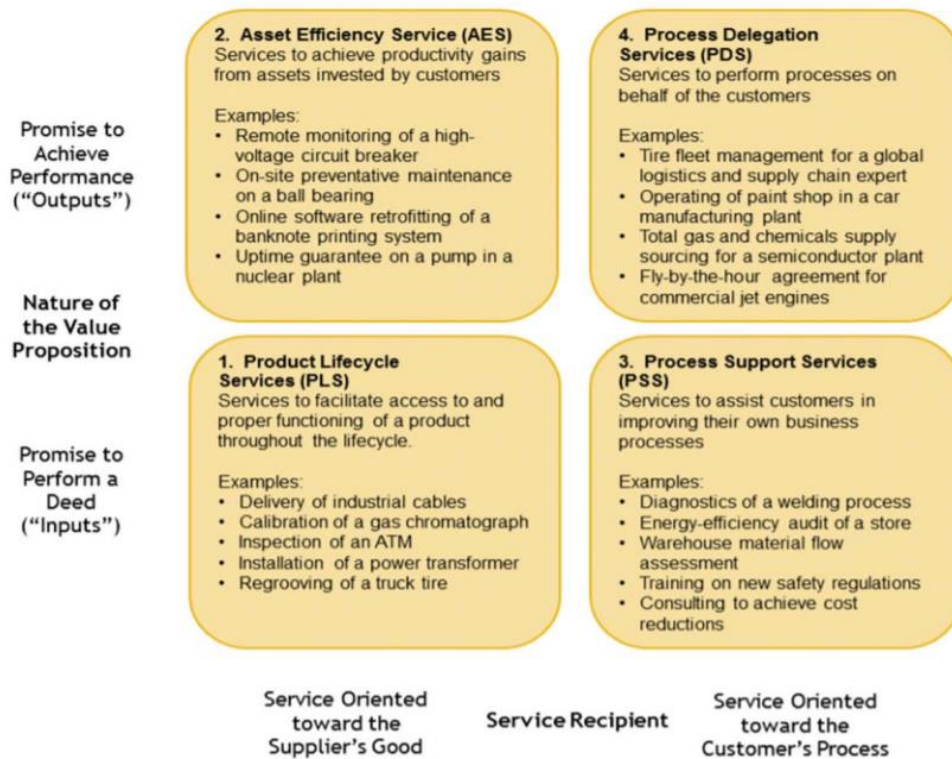 2. Asset Efficiency Service (AES)
Services to achieve productivity gains
from assets invested by customers
Examples:
• Remote monitoring of a high-
voltage circuit breaker
• On-site preventative maintenance
on a ball bearing
• Online software retrofitting of a
banknote printing system
• Uptime guarantee on a pump in a
nuclear plant
4. Process Delegation
Services (PDS)
Services to perform processes on
behalf of the customers
Examples:
• Tire fleet management for a global
logistics and supply chain expert
• Operating of paint shop in a car
manufacturing plant
• Total gas and chemicals supply
sourcing for a semiconductor plant
• Fly-by-the-hour agreement for
commercial jet engines
Promise to
Achieve
Performance
(“Outputs”)
Nature of
the Value
Proposition
Promise to
Perform a
Deed
(“Inputs”)
1. Product Lifecycle
Services (PLS)
Services to facilitate access to and
proper functioning of a product
throughout the lifecycle.
Examples:
• Delivery of industrial cables
• Calibration of a gas chromatograph
• Inspection of an ATM
• Installation of a power transformer
• Regrooving of a truck tire
3. Process Support Services
(PSS)
Services to assist customers in
improving their own business
processes
Examples:
• Diagnostics of a welding process
• Energy-efficiency audit of a store
• Warehouse material flow
assessment
• Training on new safety regulations
• Consulting to achieve cost
reductions
Service Oriented
toward the
Supplier’s Good
Service Recipient
Service Oriented
toward the
Customer’s Process